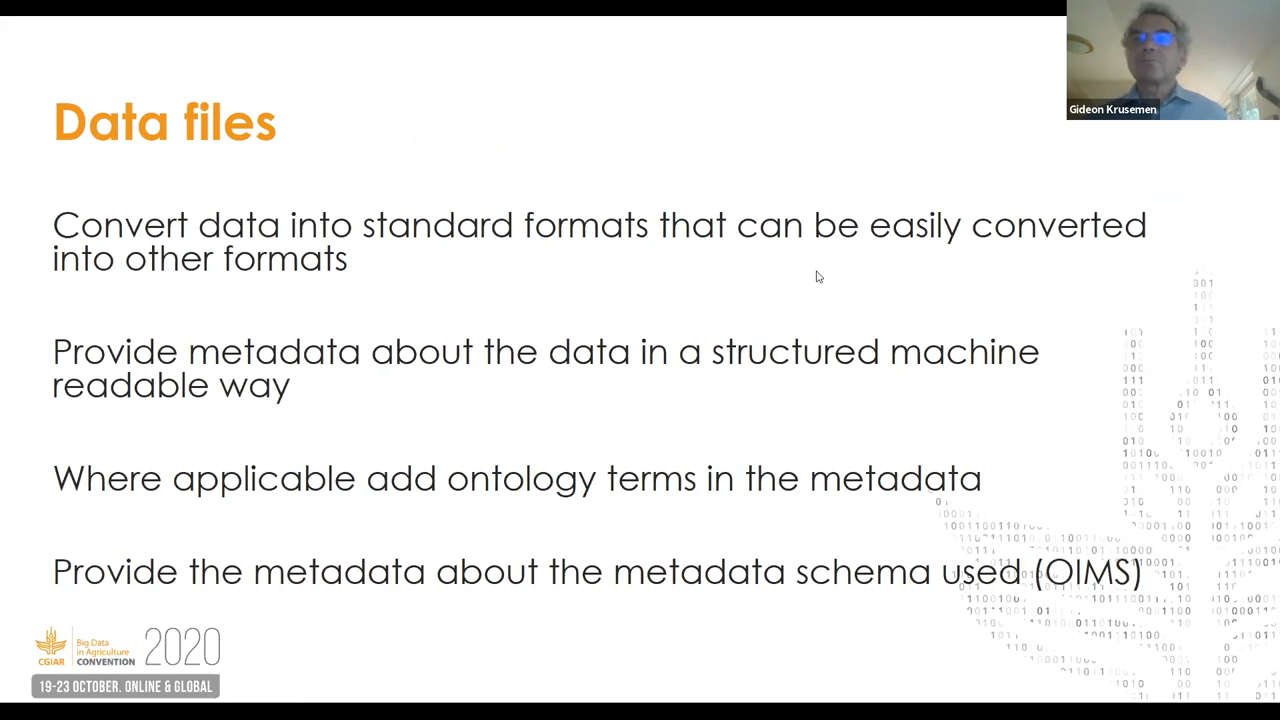 Gideon Krusemen
Data files
Convert data into standard formats that can be easily converted
into other formats
Provide metadata about the data in a structured machine
readable way
Where applicable add ontology terms in the metadata
Provide the metadata about the metadata schema used (OIMS)
CGIAR
Big Data
in Agriculture
CONVENTION
2020
19-23 OCTOBER. ONLINE & GLOBAL